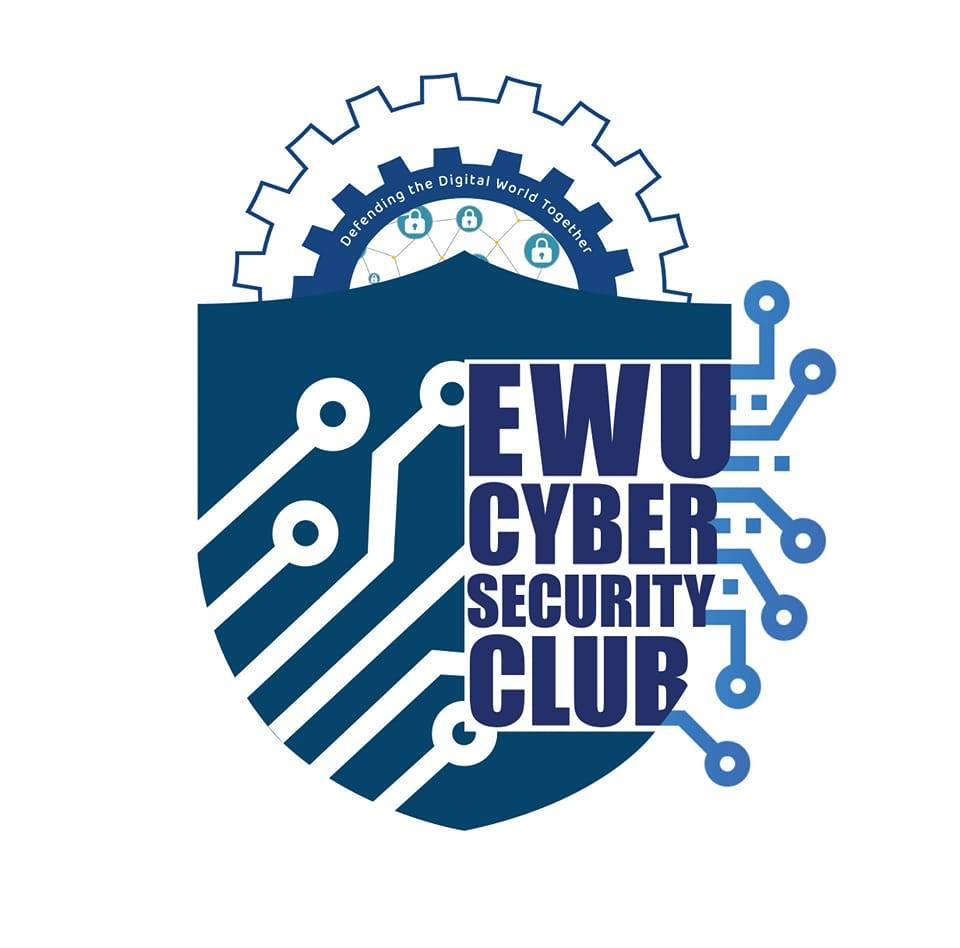 Defending the Digital World Together
EWU
CYBER
SECURITY
CLUB